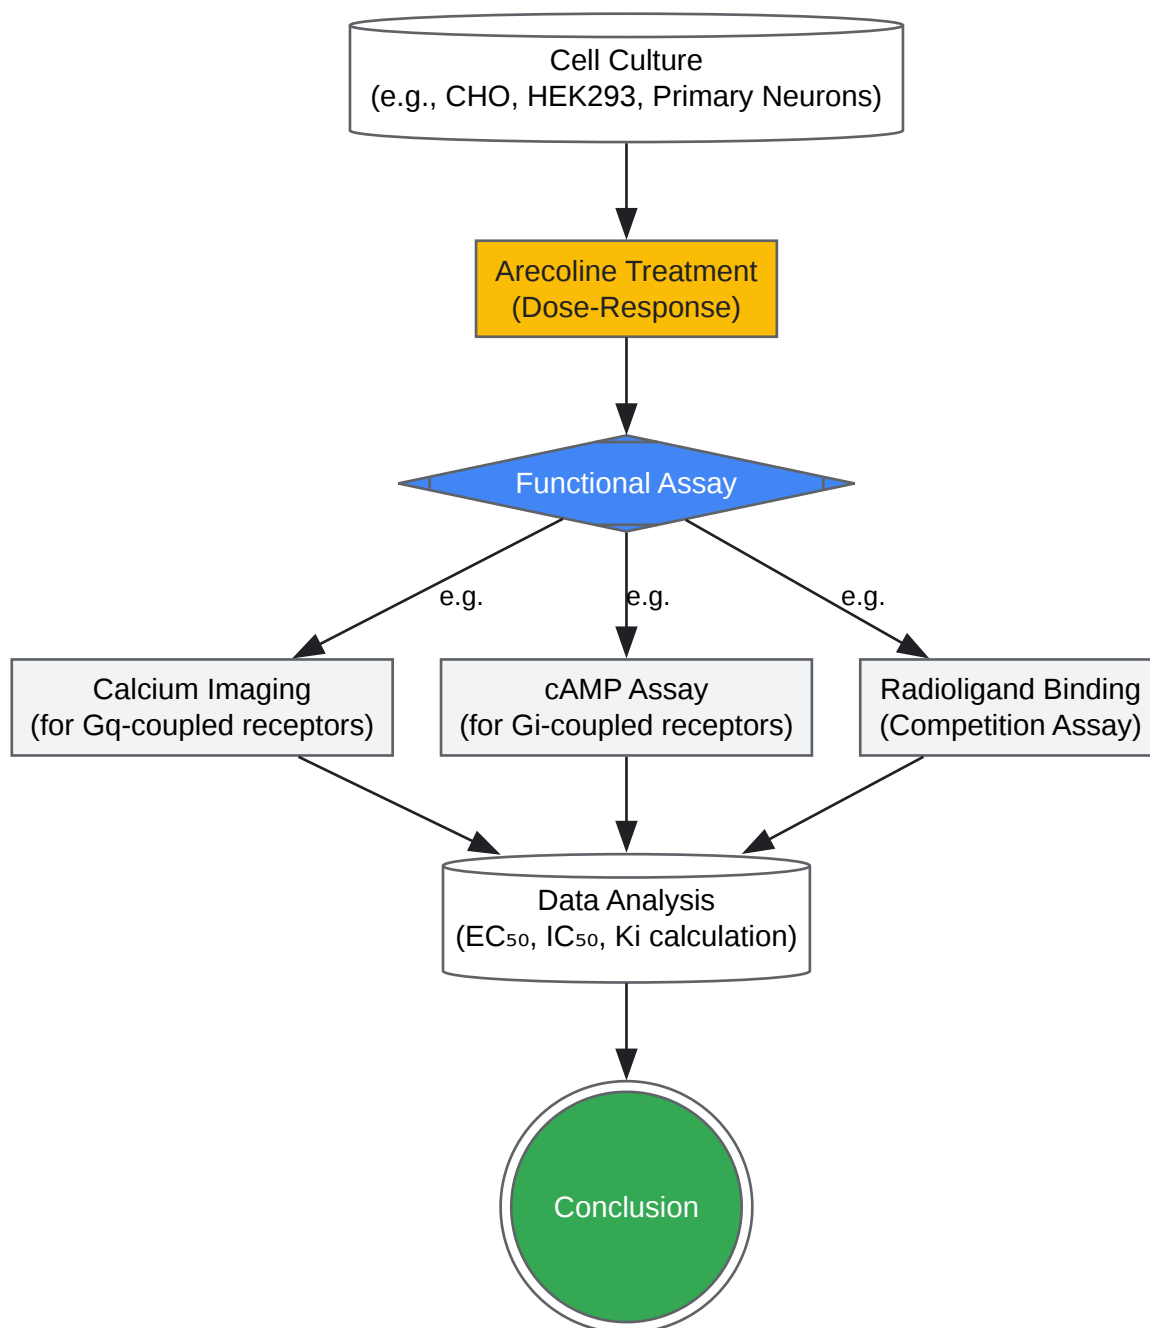 Cell Culture
(e.g., CHO, HEK293, Primary Neurons)
Arecoline Treatment
(Dose-Response)
Functional Assay
e.g.
e.g.
e.g.
Calcium Imaging
(for Gq-coupled receptors)
cAMP Assay
(for Gi-coupled receptors)
Radioligand Binding
(Competition Assay)
Data Analysis
(EC₅₀, IC₅₀, Ki calculation)
Conclusion